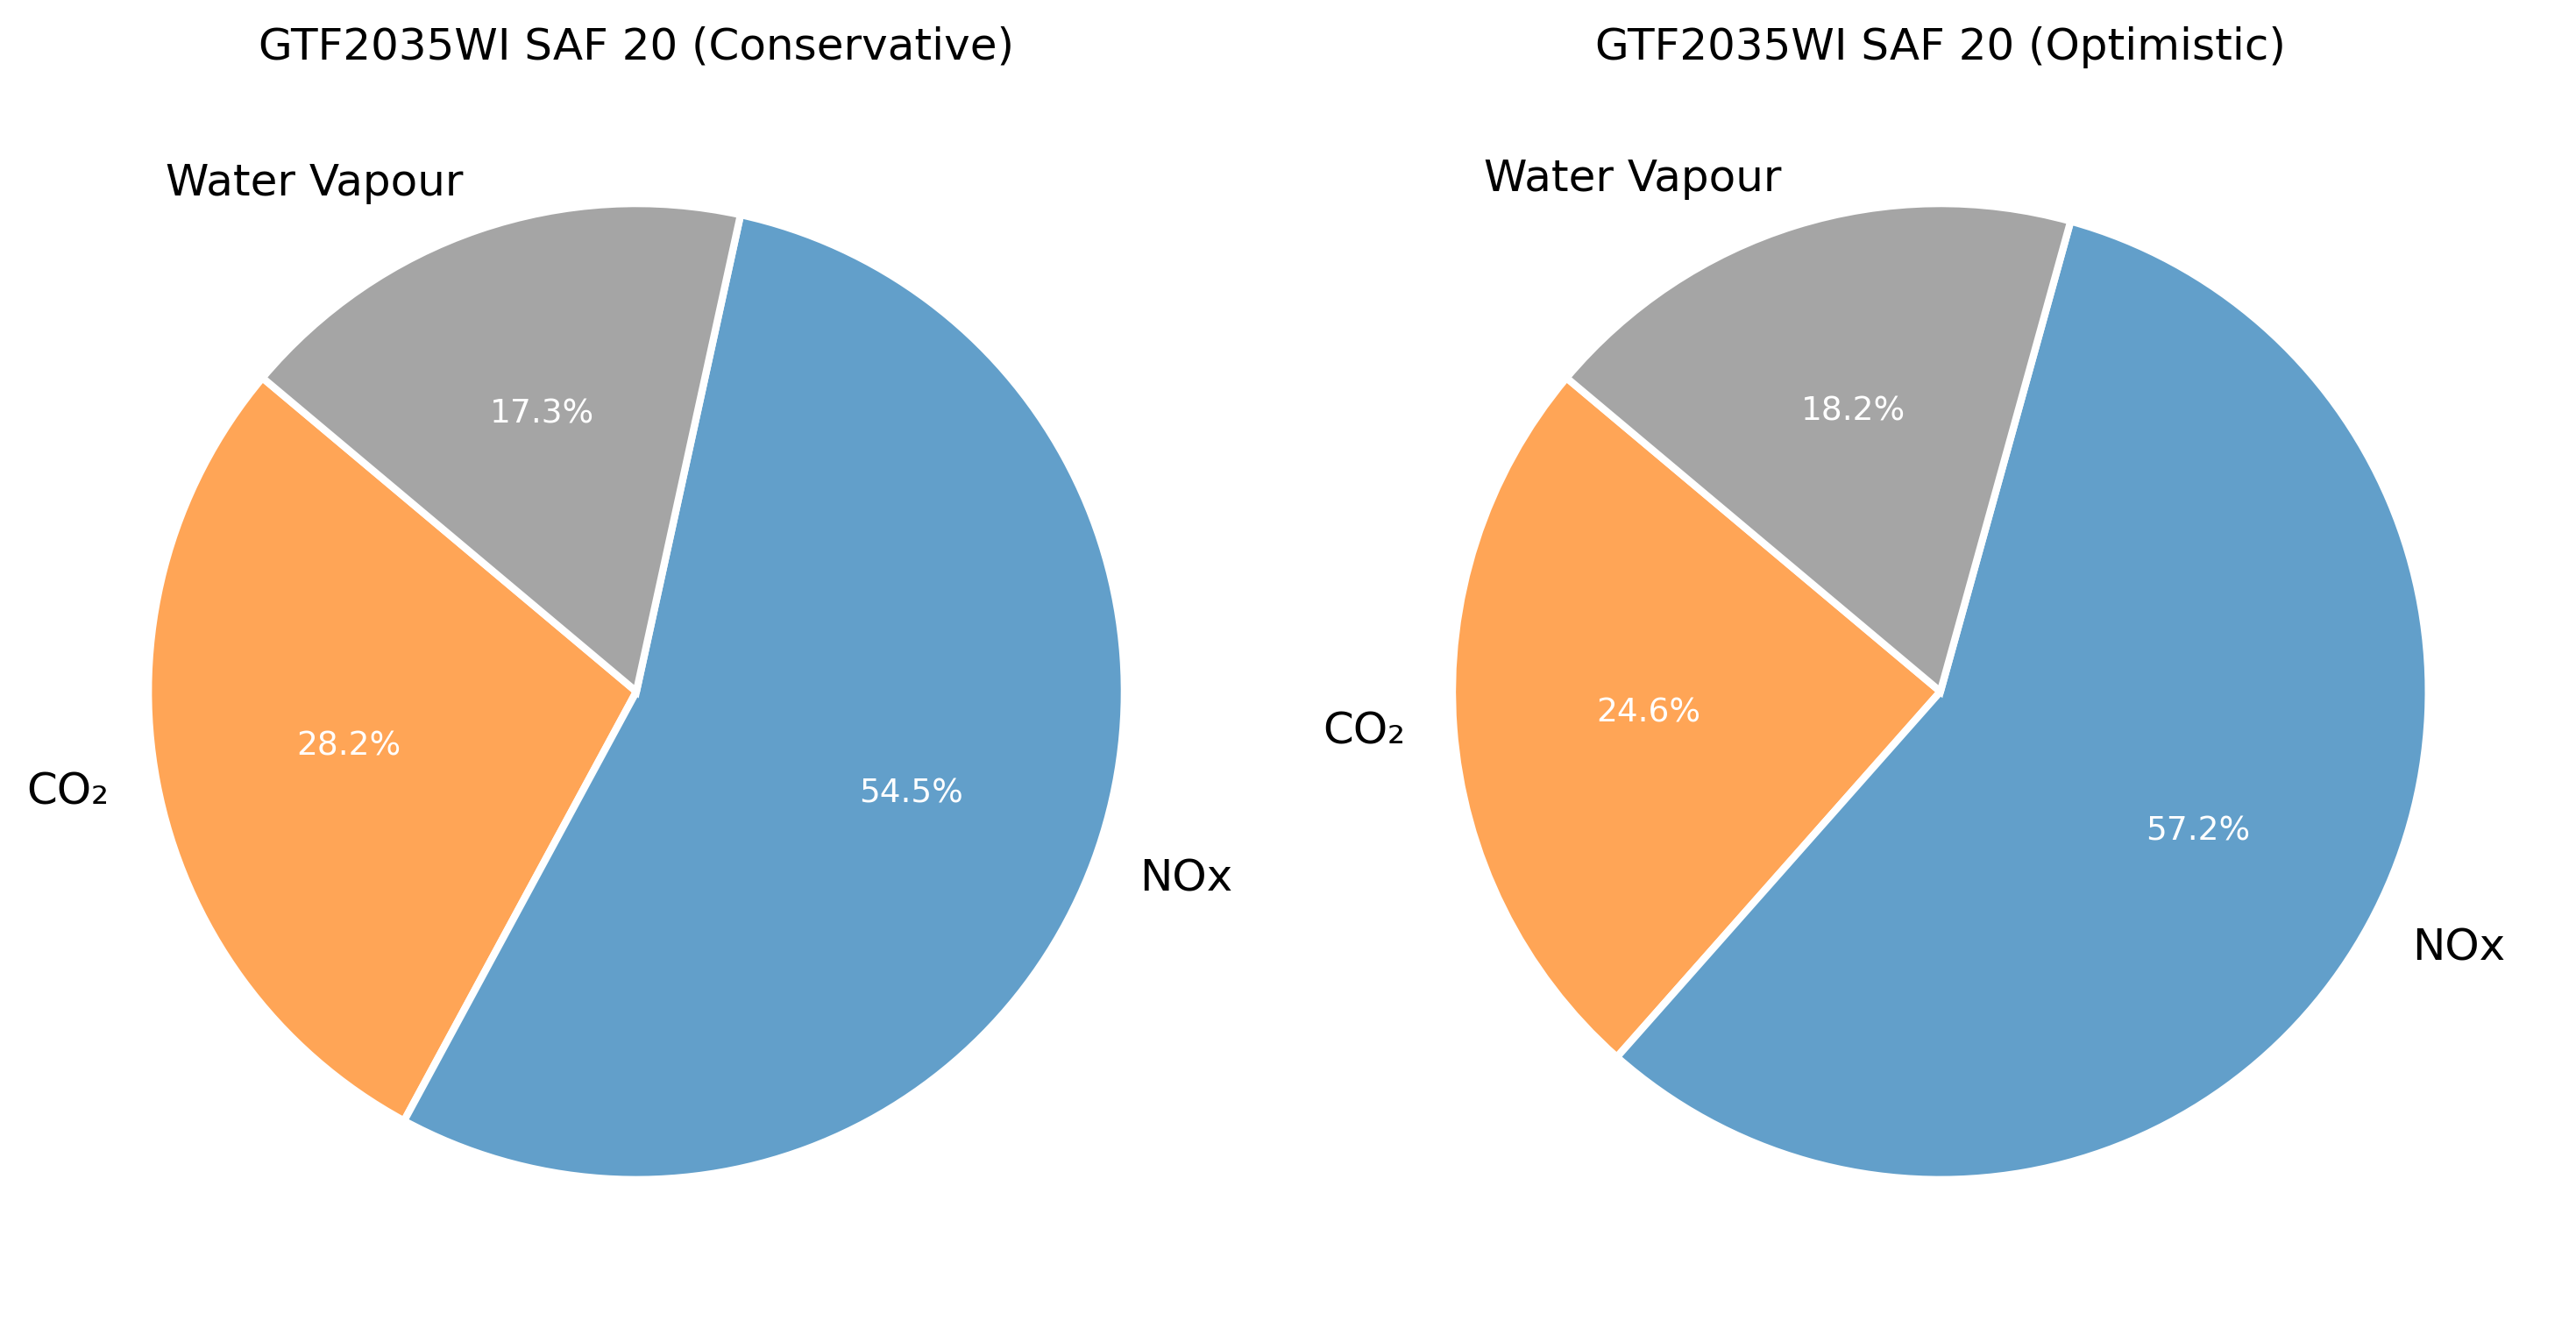 GTF2035WI SAF 20 (Conservative)
Water Vapour
17.3%
28.2%
CO₂
54.5%
NOx
GTF2035WI SAF 20 (Optimistic)
Water Vapour
18.2%
24.6%
CO₂
57.2%
NOx